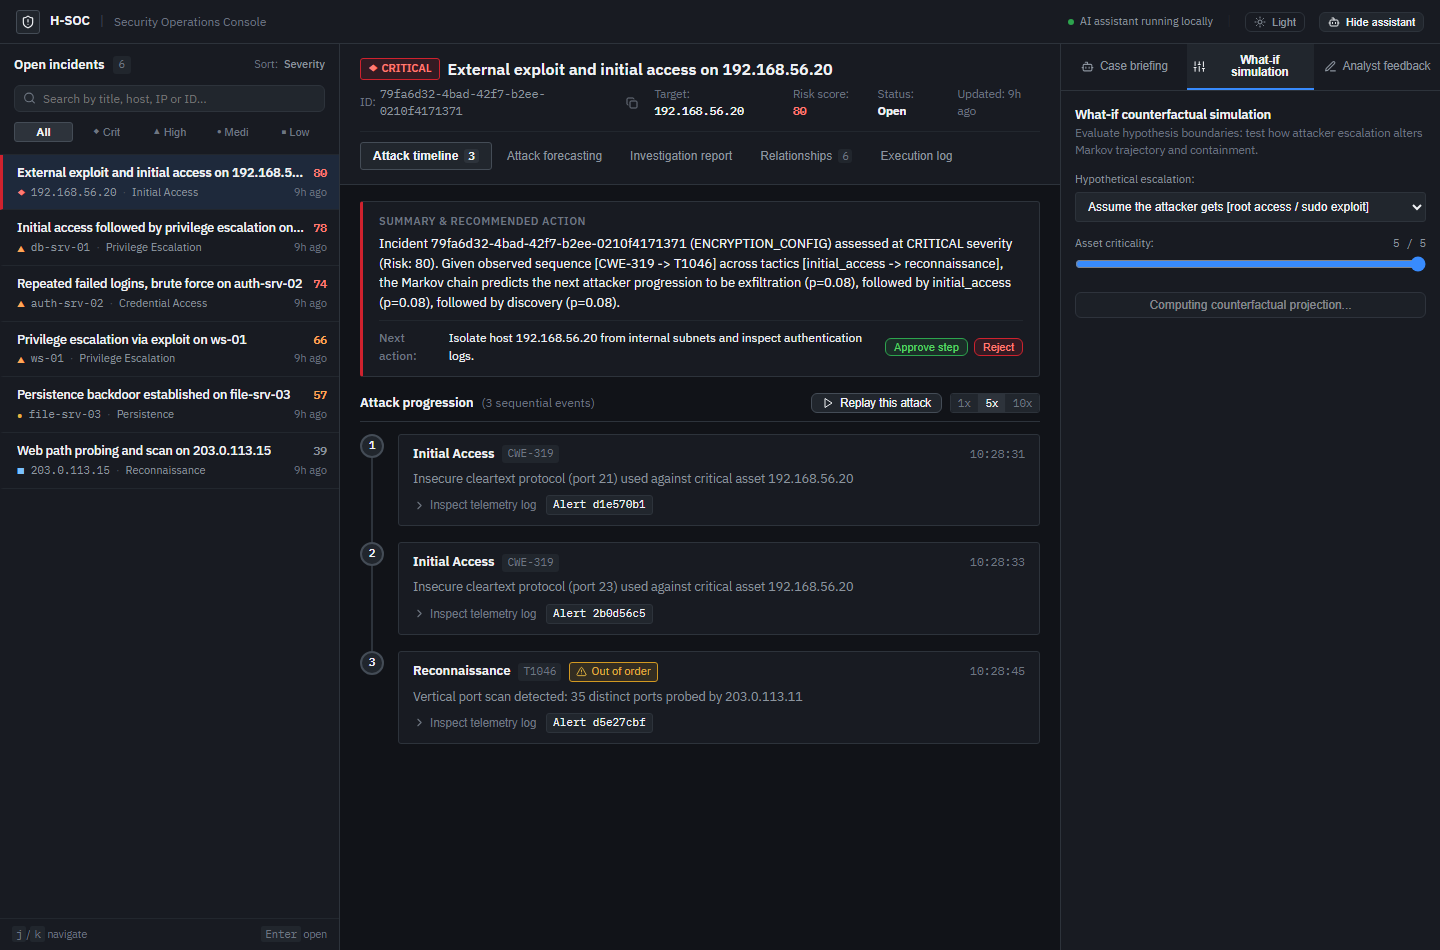 H-SOC | Security Operations Console
AI assistant running locally
Light
Hide assistant
Open incidents 6
Sort: Severity
Search by title, host, IP or ID...
All
Crit
High
Medi
Low
External exploit and initial access on 192.168.5... 80
192.168.56.20 · Initial Access 9h ago
Initial access followed by privilege escalation on... 78
db-srv-01 · Privilege Escalation 9h ago
Repeated failed logins, brute force on auth-srv-02 74
auth-srv-02 · Credential Access 9h ago
Privilege escalation via exploit on ws-01 66
ws-01 · Privilege Escalation 9h ago
Persistence backdoor established on file-srv-03 57
file-srv-03 · Persistence 9h ago
Web path probing and scan on 203.0.113.15 39
203.0.113.15 · Reconnaissance 9h ago
j / k navigate
Enter open
CRITICAL External exploit and initial access on 192.168.56.20
ID: 79fa6d32-4bad-42f7-b2ee-
0210f4171371
Target:
192.168.56.20
Risk score:
80
Status:
Open
Updated: 9h
ago
Attack timeline 3
Attack forecasting
Investigation report
Relationships 6
Execution log
SUMMARY & RECOMMENDED ACTION
Incident 79fa6d32-4bad-42f7-b2ee-0210f4171371 (ENCRYPTION_CONFIG) assessed at CRITICAL severity
(Risk: 80). Given observed sequence [CWE-319 -> T1046] across tactics [initial_access -> reconnaissance],
the Markov chain predicts the next attacker progression to be exfiltration (p=0.08), followed by initial_access
(p=0.08), followed by discovery (p=0.08).
Next
action:
Isolate host 192.168.56.20 from internal subnets and inspect authentication
logs.
Approve step
Reject
Attack progression (3 sequential events)
Replay this attack
1x 5x 10x
1
Initial Access CWE-319 10:28:31
Insecure cleartext protocol (port 21) used against critical asset 192.168.56.20
Inspect telemetry log Alert d1e570b1
2
Initial Access CWE-319 10:28:33
Insecure cleartext protocol (port 23) used against critical asset 192.168.56.20
Inspect telemetry log Alert 2b0d56c5
3
Reconnaissance T1046 Out of order 10:28:45
Vertical port scan detected: 35 distinct ports probed by 203.0.113.11
Inspect telemetry log Alert d5e27cbf
Case briefing
What-if
simulation
Analyst feedback
What-if counterfactual simulation
Evaluate hypothesis boundaries: test how attacker escalation alters
Markov trajectory and containment.
Hypothetical escalation:
Assume the attacker gets [root access / sudo exploit]
Asset criticality: 5 / 5
Computing counterfactual projection...